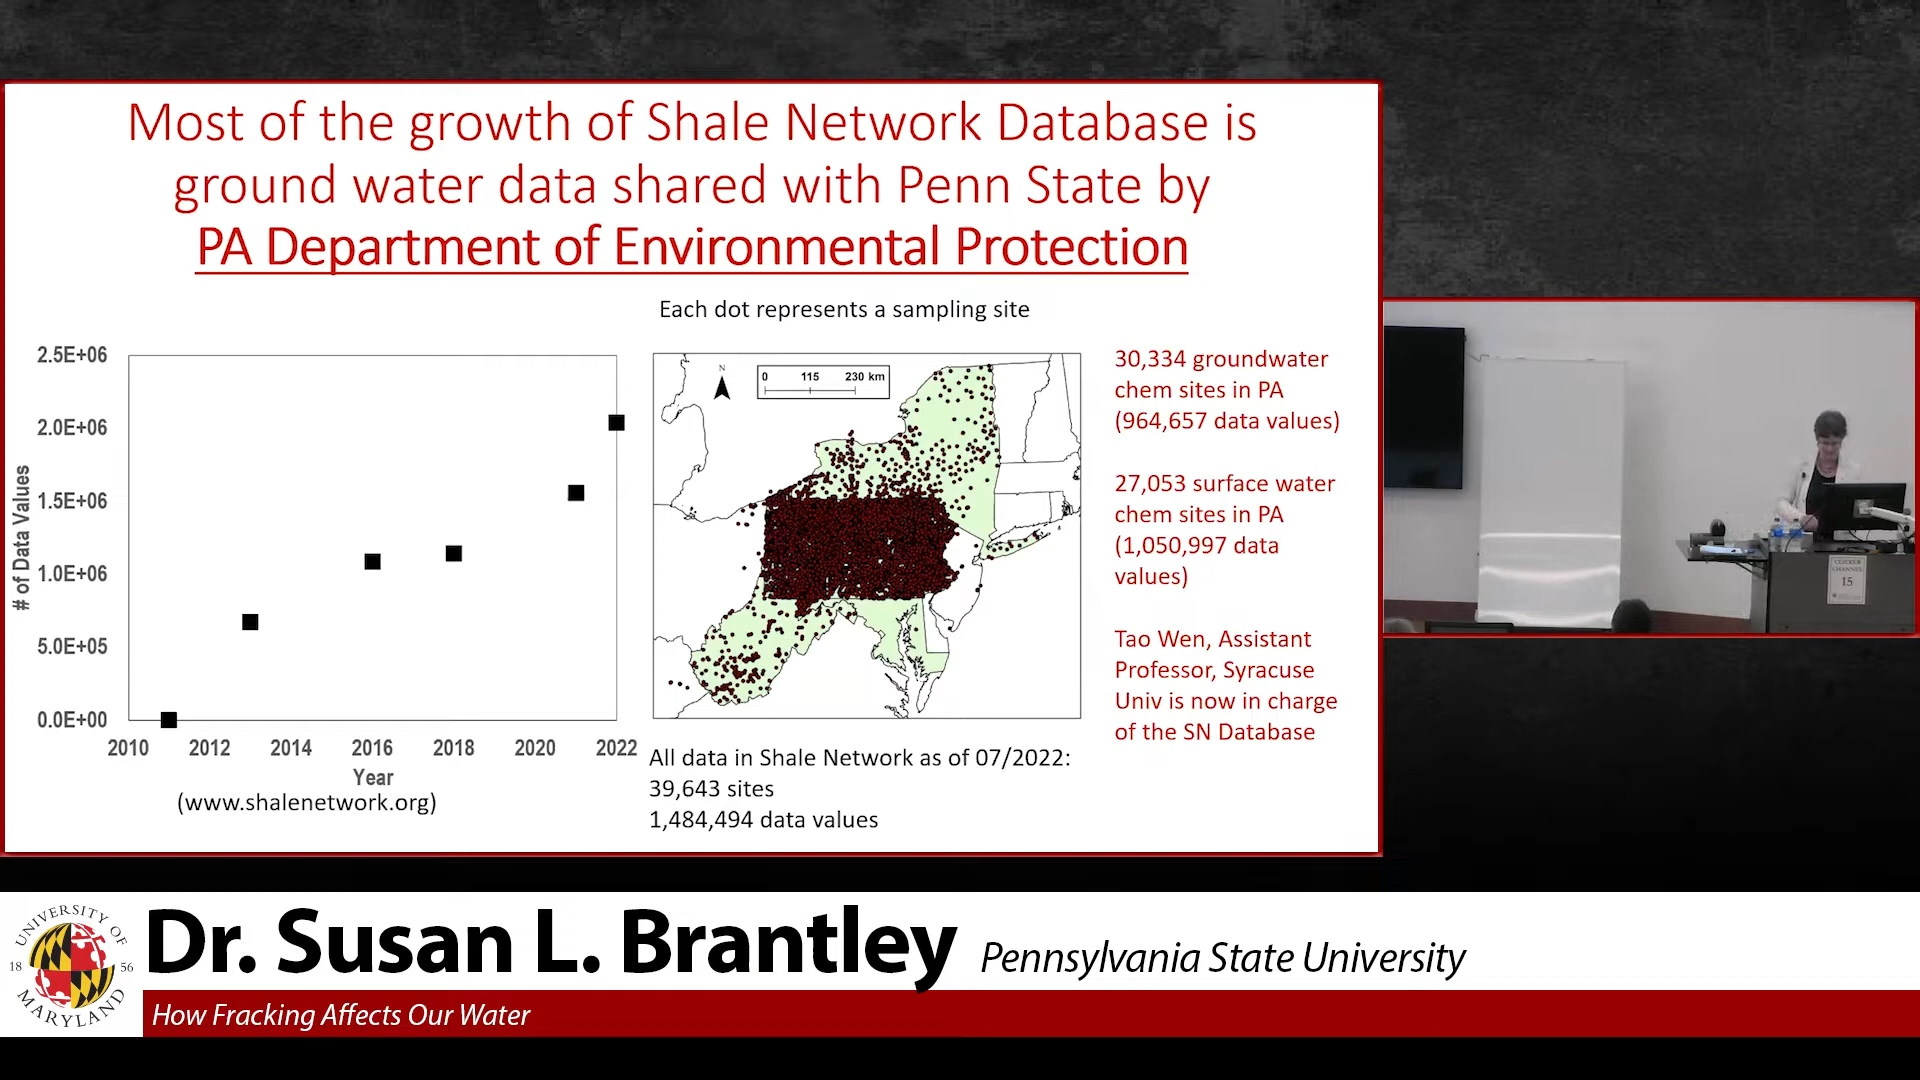 Most of the growth of Shale Network Database is
ground water data shared with Penn State by
PA Department of Environmental Protection
Each dot represents a sampling site
2.5E+06
2.0E+06
1.5E+06
1.0E+06
5.0E+05
0.0E+00
# of Data Values
2010 2012 2014 2016 2018 2020 2022
Year
(www.shalenetwork.org)
N
0 115 230 km
All data in Shale Network as of 07/2022:
39,643 sites
1,484,494 data values
30,334 groundwater
chem sites in PA
(964,657 data values)
27,053 surface water
chem sites in PA
(1,050,997 data
values)
Tao Wen, Assistant
Professor, Syracuse
Univ is now in charge
of the SN Database
CLICKER
CHANNEL
15
UNIVERSITY OF
18 56
MARYLAND
Dr. Susan L. Brantley Pennsylvania State University
How Fracking Affects Our Water